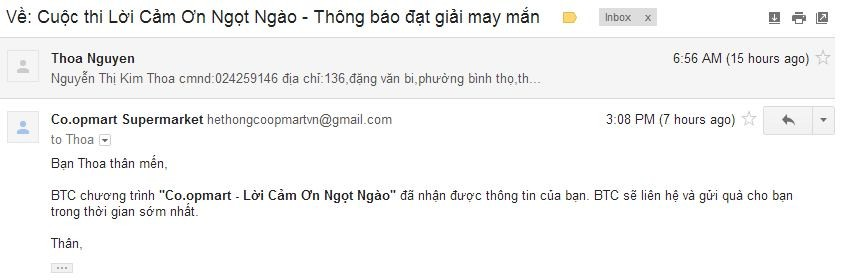 Về: Cuộc thi Lời Cảm Ơn Ngọt Ngào - Thông báo đạt giải may mắn Inbox x
Thoa Nguyen 6:56 AM (15 hours ago)
Nguyễn Thị Kim Thoa cmnd:024259146 địa chỉ:136,đặng văn bi,phường bình thọ,th…
Co.opmart Supermarket hethongcoopmartvn@gmail.com 3:08 PM (7 hours ago)
to Thoa
Bạn Thoa thân mến,
BTC chương trình "Co.opmart - Lời Cảm Ơn Ngọt Ngào" đã nhận được thông tin của bạn. BTC sẽ liên hệ và gửi quà cho bạn
trong thời gian sớm nhất.
Thân,